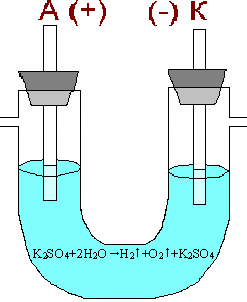 A (+) (-) K
K₂SO₄+2H₂O→H₂↑+O₂↑+K₂SO₄